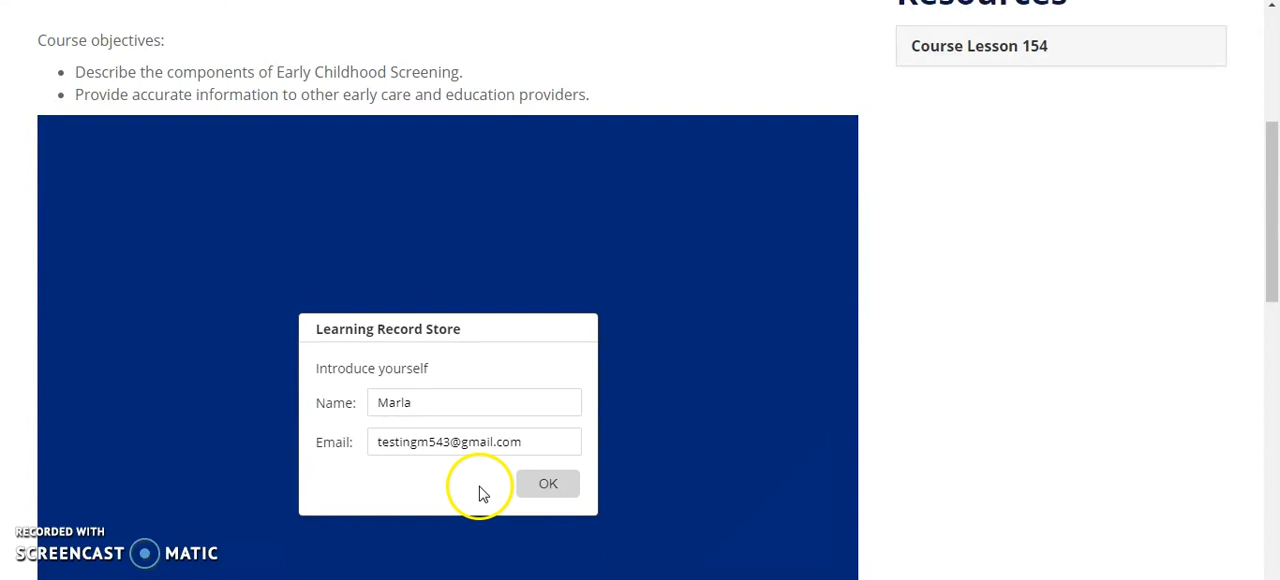 Resources
Course objectives:
Describe the components of Early Childhood Screening.
Provide accurate information to other early care and education providers.
Course Lesson 154
Learning Record Store
Introduce yourself
Name: Marla
Email: testingm543@gmail.com
OK
RECORDED WITH
SCREENCAST MATIC